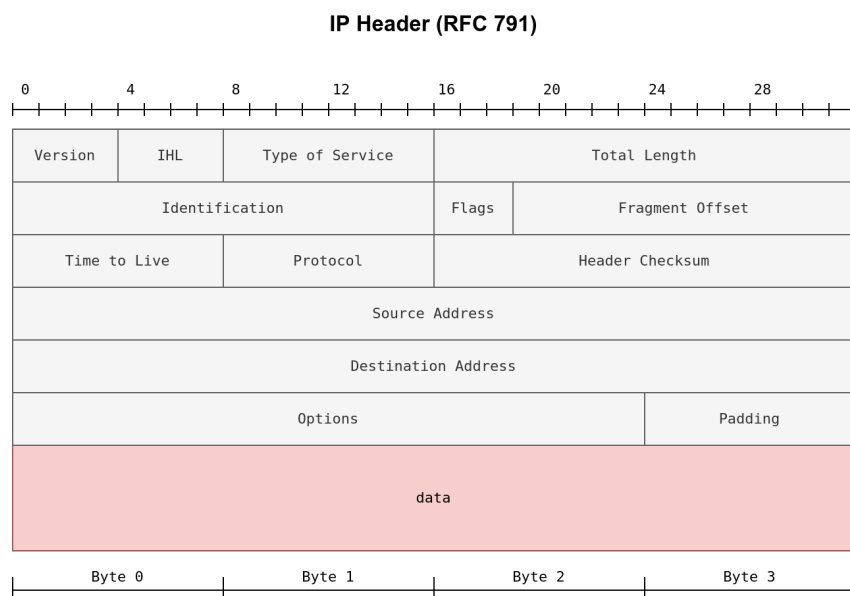 IP Header (RFC 791)
0 4 8 12 16 20 24 28
Version IHL Type of Service Total Length
Identification Flags Fragment Offset
Time to Live Protocol Header Checksum
Source Address
Destination Address
Options Padding
data
Byte 0 Byte 1 Byte 2 Byte 3